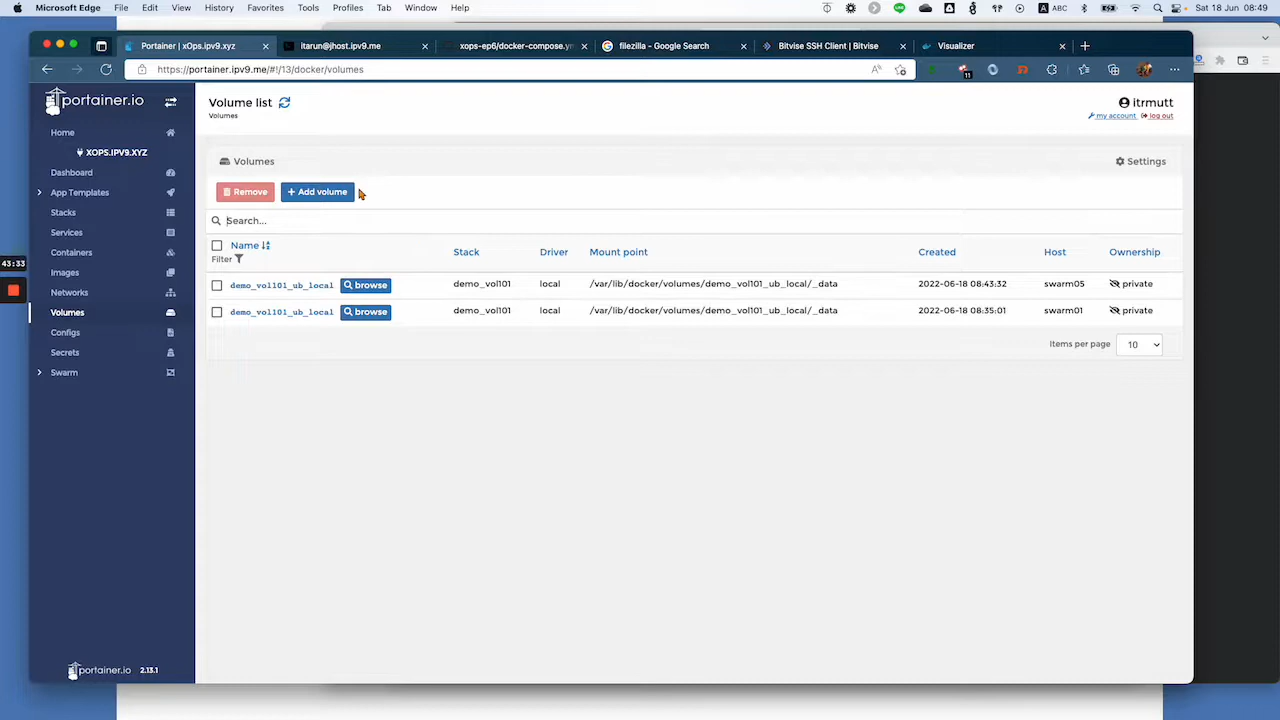 Microsoft Edge File Edit View History Favorites Tools Profiles Tab Window Help ABC Sat 18 Jun 08:49
Portainer | xOps.ipv9.xyz
itarun@jhost.ipv9.me
xops-ep6/docker-compose.ym
filezilla - Google Search
Bitvise SSH Client | Bitvise
Visualizer
https://portainer.ipv9.me/#!/13/docker/volumes
11
portainer.io
Home
XOPS.IPV9.XYZ
Dashboard
App Templates
Stacks
Services
Containers
Images
Networks
Volumes
Configs
Secrets
Swarm
portainer.io 2.13.1
43:33
Volume list
Volumes
itrmutt
my account log out
Volumes
Settings
Remove
+ Add volume
Search...
Name Stack Driver Mount point Created Host Ownership
Filter
demo_vol101_ub_local browse demo_vol101 local /var/lib/docker/volumes/demo_vol101_ub_local/_data 2022-06-18 08:43:32 swarm05 private
demo_vol101_ub_local browse demo_vol101 local /var/lib/docker/volumes/demo_vol101_ub_local/_data 2022-06-18 08:35:01 swarm01 private
Items per page 10